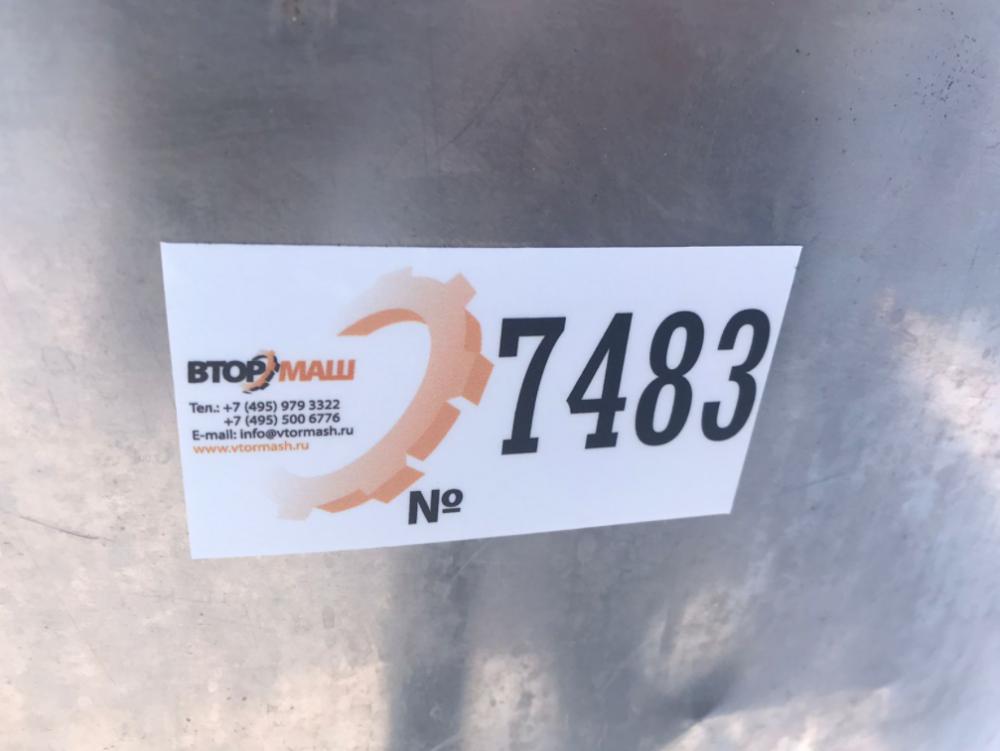 ВТОРМАШ
Тел.: +7 (495) 979 3322
+7 (495) 500 6776
E-mail: info@vtormash.ru
www.vtormash.ru
№
7483